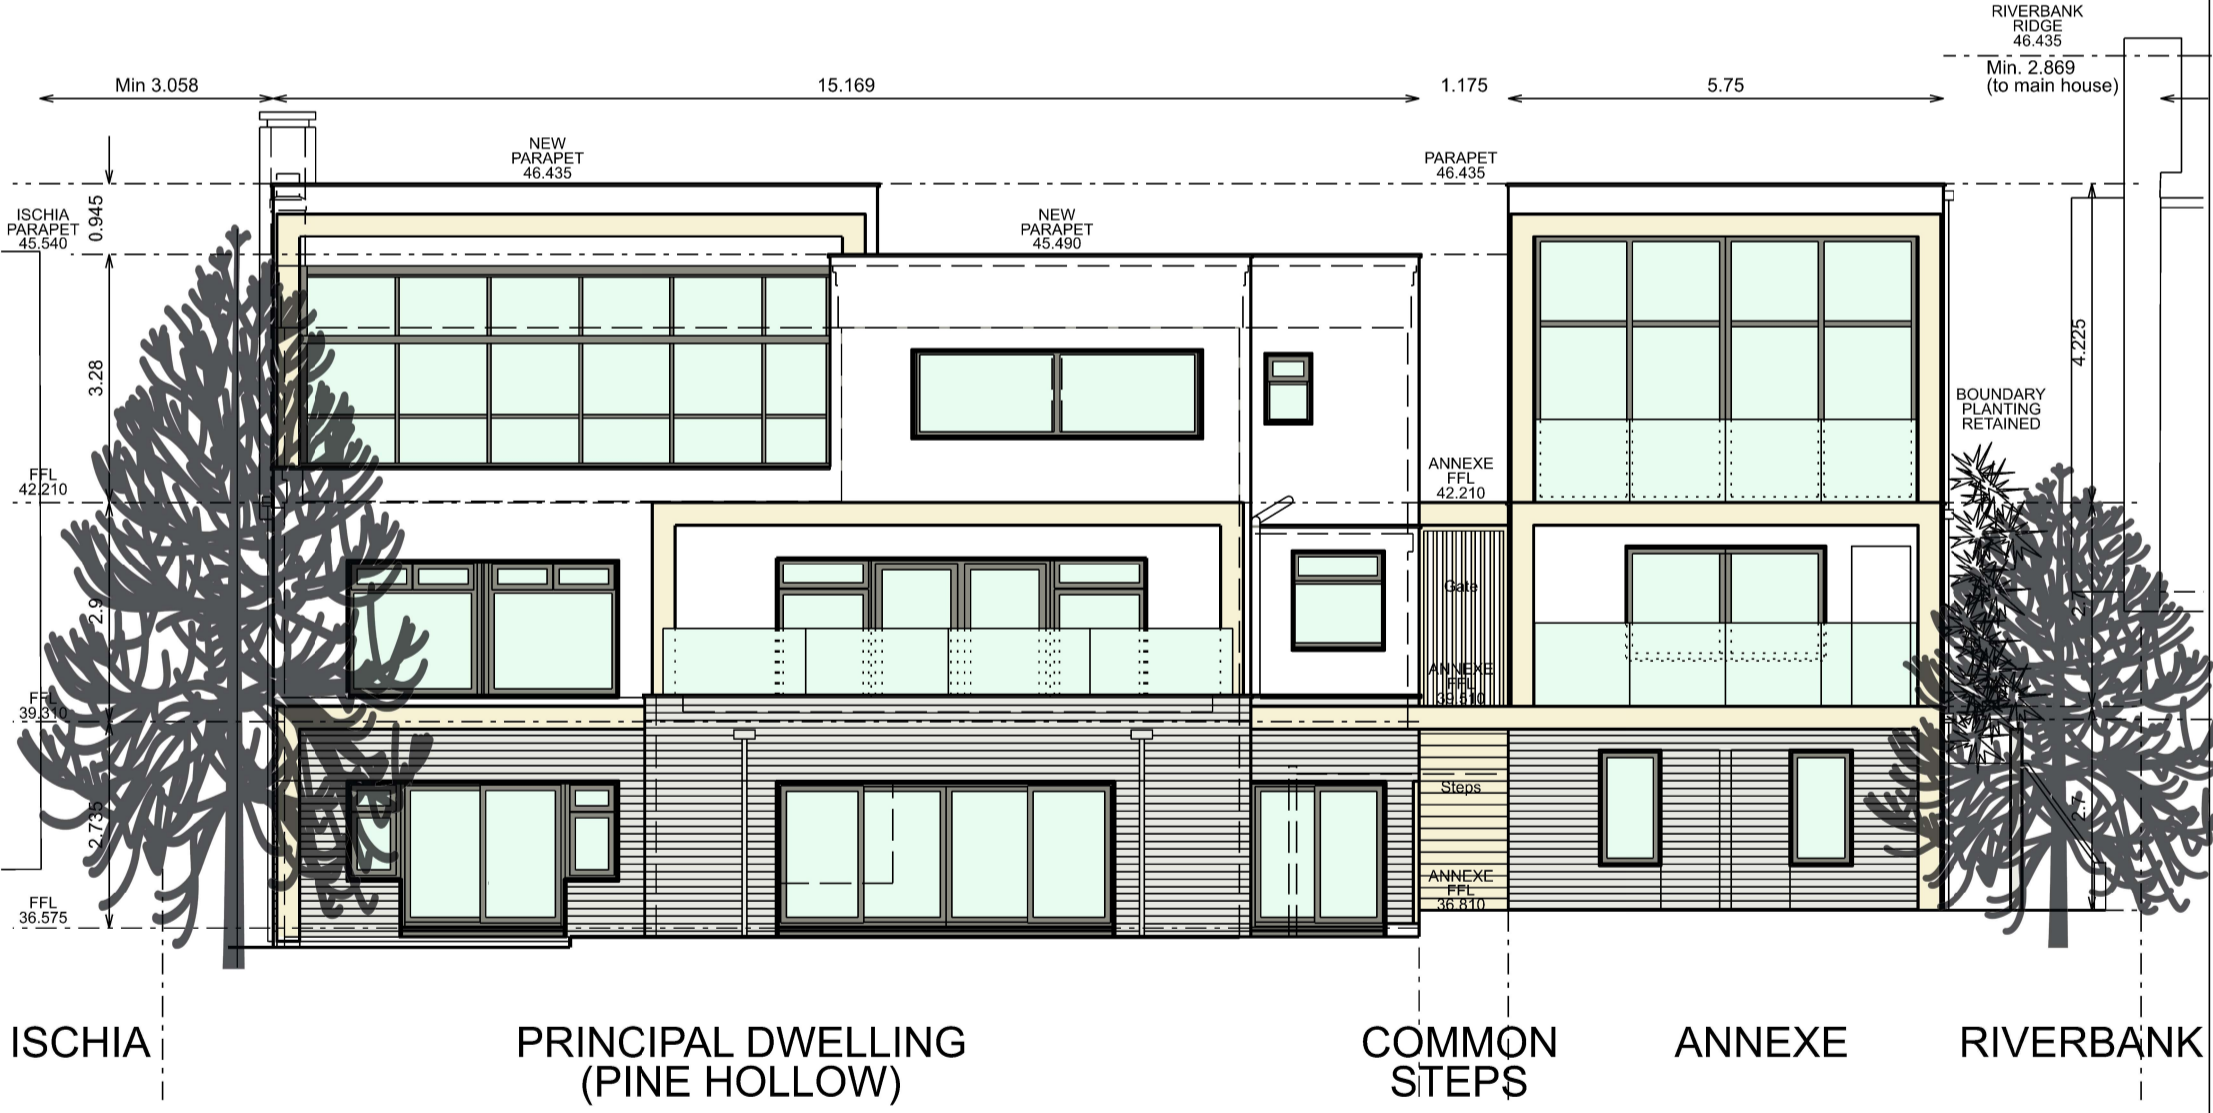 RIVERBANK
RIDGE
46.435
Min 3.058
15.169
1.175
5.75
Min. 2.869
(to main house)
NEW
PARAPET
46.435
PARAPET
46.435
ISCHIA
PARAPET
45.540
0.945
NEW
PARAPET
45.490
3.28
4.225
BOUNDARY
PLANTING
RETAINED
FFL
42.210
ANNEXE
FFL
42.210
2.9
Gate
ANNEXE
FFL
39.510
FFL
39.310
2.735
Steps
2.7
ANNEXE
FFL
36.810
FFL
36.575
ISCHIA
PRINCIPAL DWELLING
(PINE HOLLOW)
COMMON
STEPS
ANNEXE
RIVERBANK